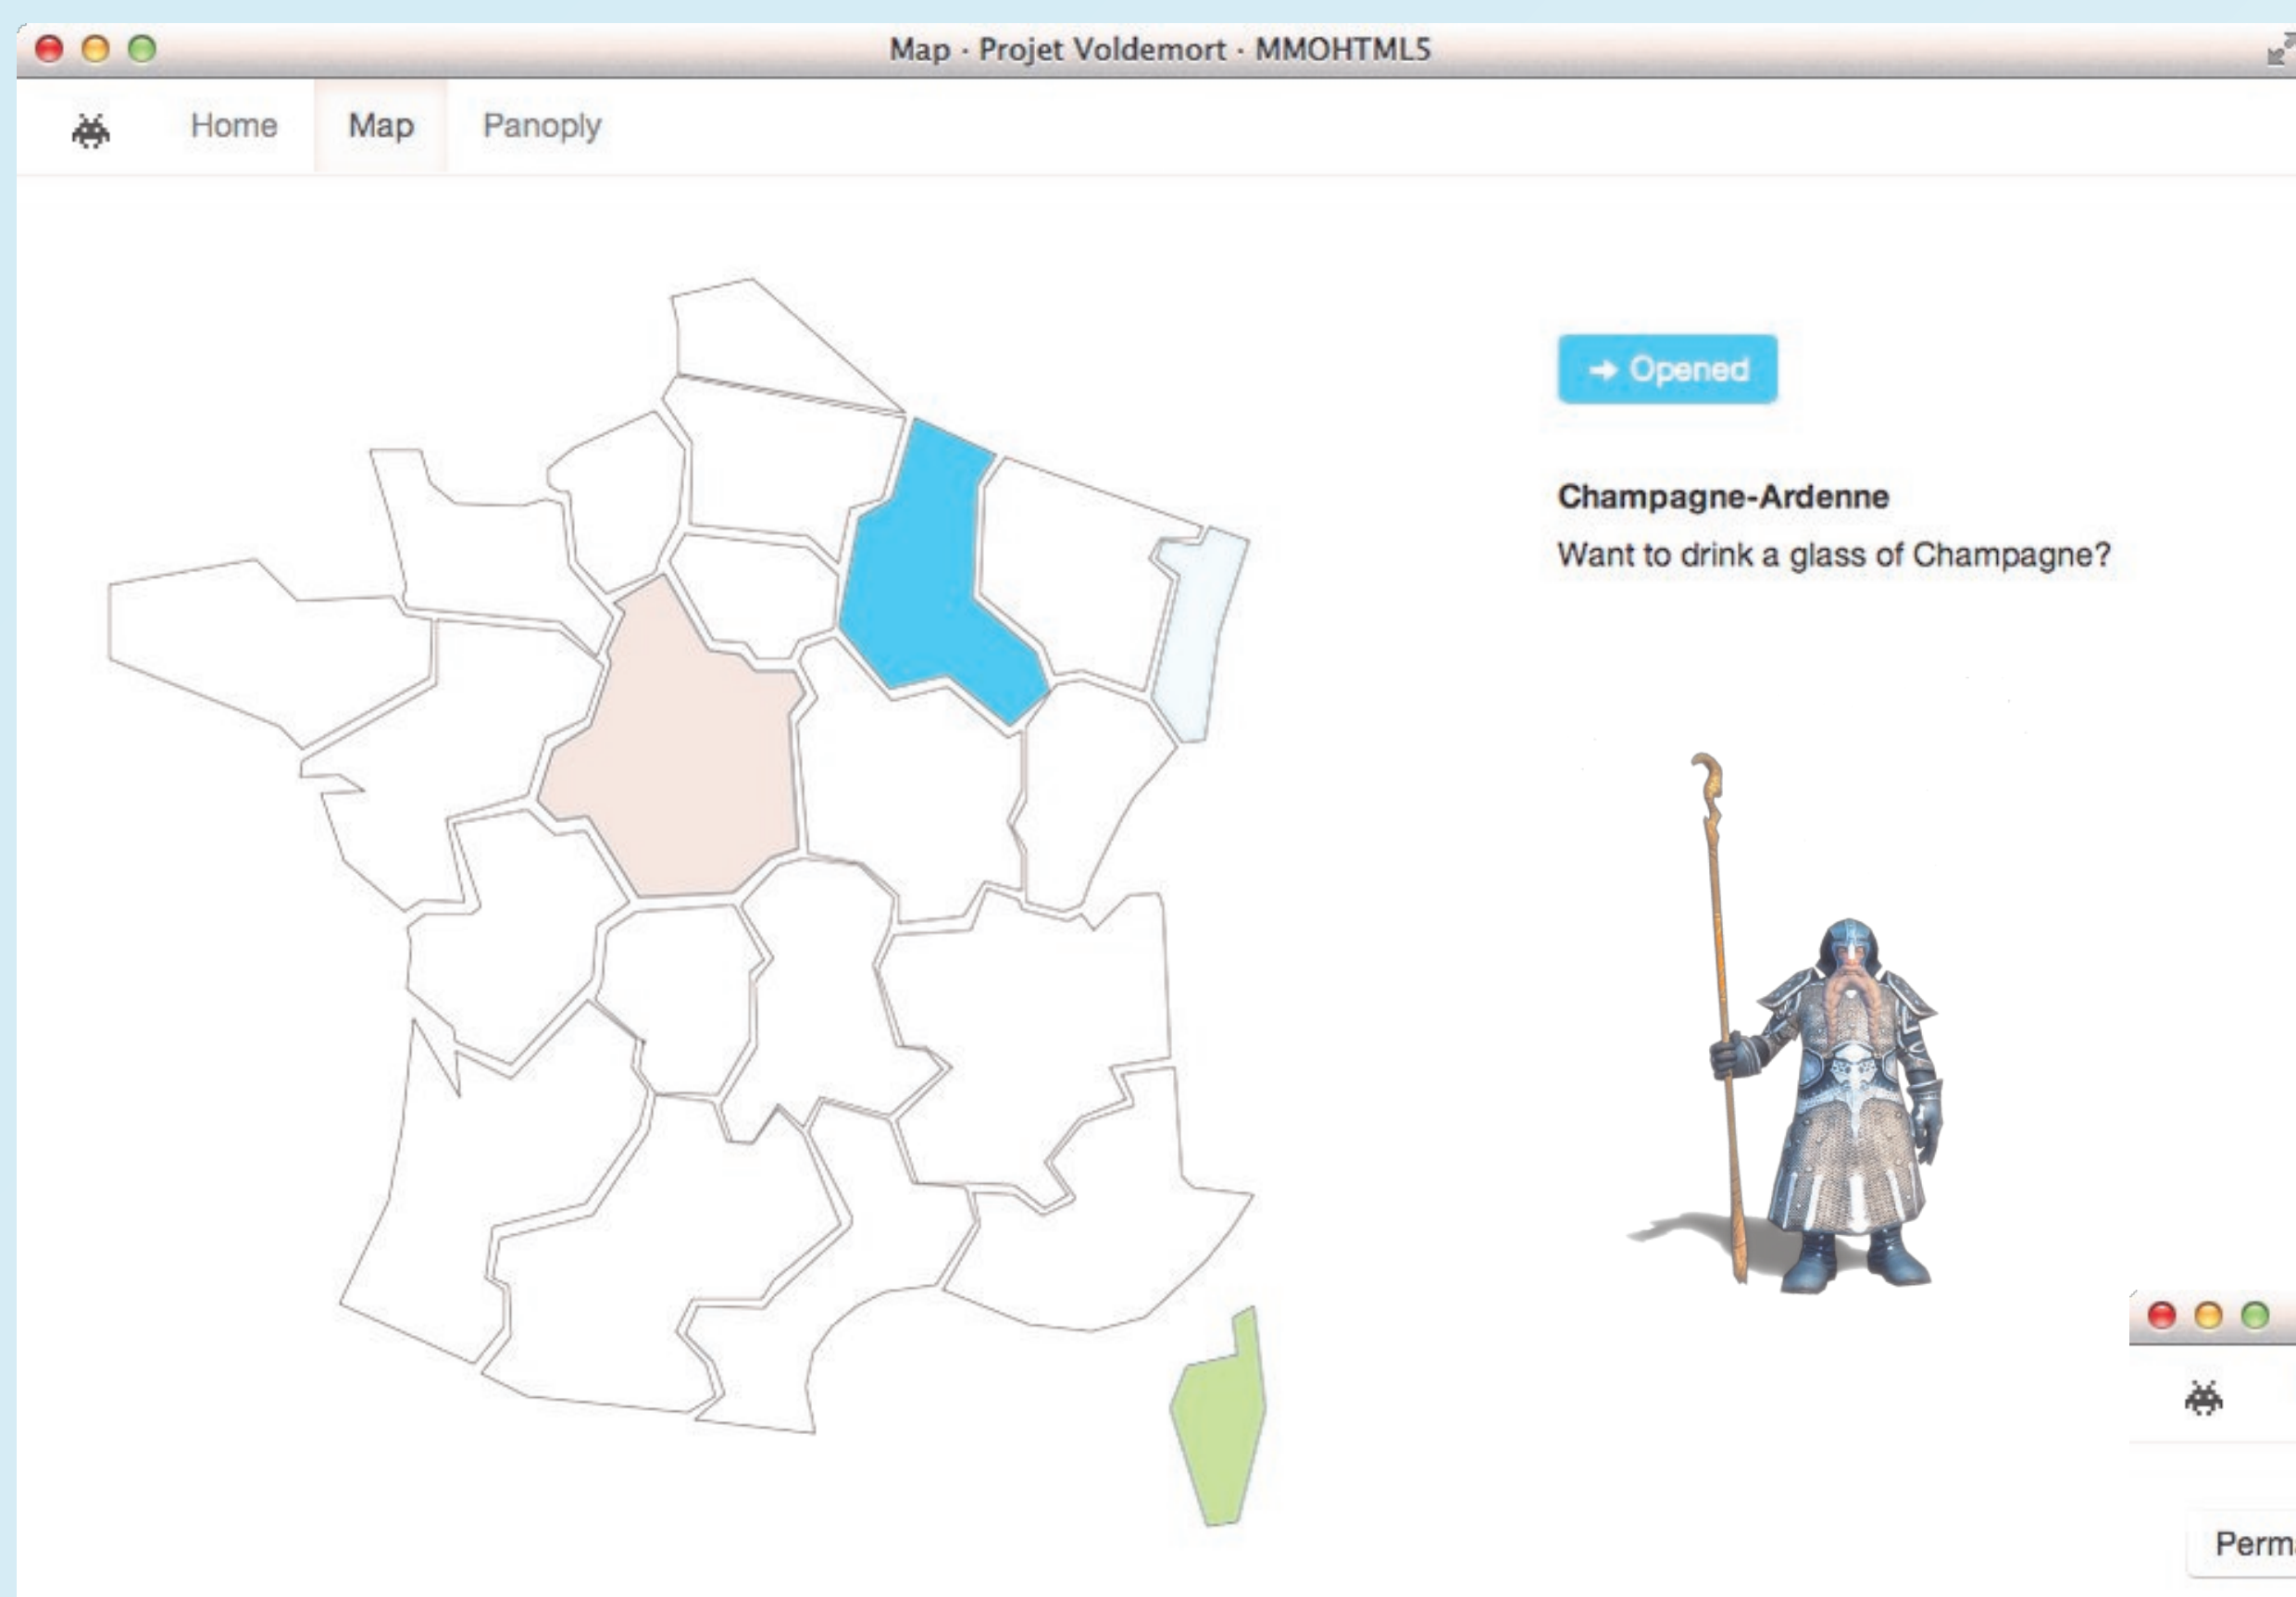 Map · Projet Voldemort · MMOHTML5
Home Map Panoply
Opened
Champagne-Ardenne
Want to drink a glass of Champagne?